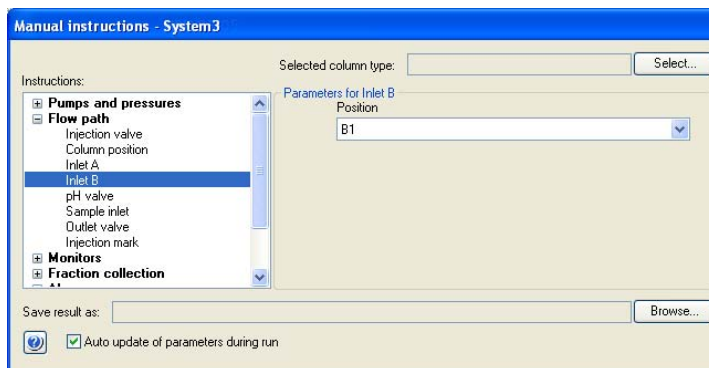 Manual instructions - System3
Selected column type:
Select...
Instructions:
Pumps and pressures
Flow path
Injection valve
Column position
Inlet A
Inlet B
pH valve
Sample inlet
Outlet valve
Injection mark
Monitors
Fraction collection
Parameters for Inlet B
Position
B1
Save result as:
Browse...
Auto update of parameters during run